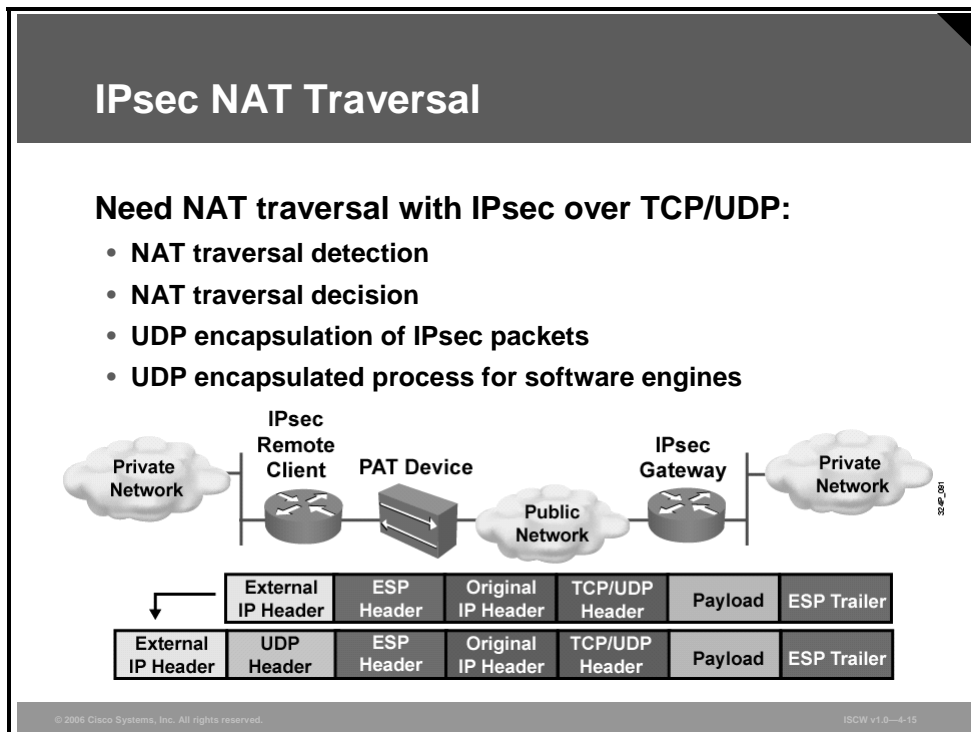 IPsec NAT Traversal
Need NAT traversal with IPsec over TCP/UDP:
• NAT traversal detection
• NAT traversal decision
• UDP encapsulation of IPsec packets
• UDP encapsulated process for software engines
Private
Network
IPsec
Remote
Client
PAT Device
Public
Network
IPsec
Gateway
Private
Network
324P_081
External
IP Header
ESP
Header
Original
IP Header
TCP/UDP
Header
Payload
ESP Trailer
External
IP Header
UDP
Header
ESP
Header
Original
IP Header
TCP/UDP
Header
Payload
ESP Trailer
© 2006 Cisco Systems, Inc. All rights reserved.
ISCW v1.0—4-15